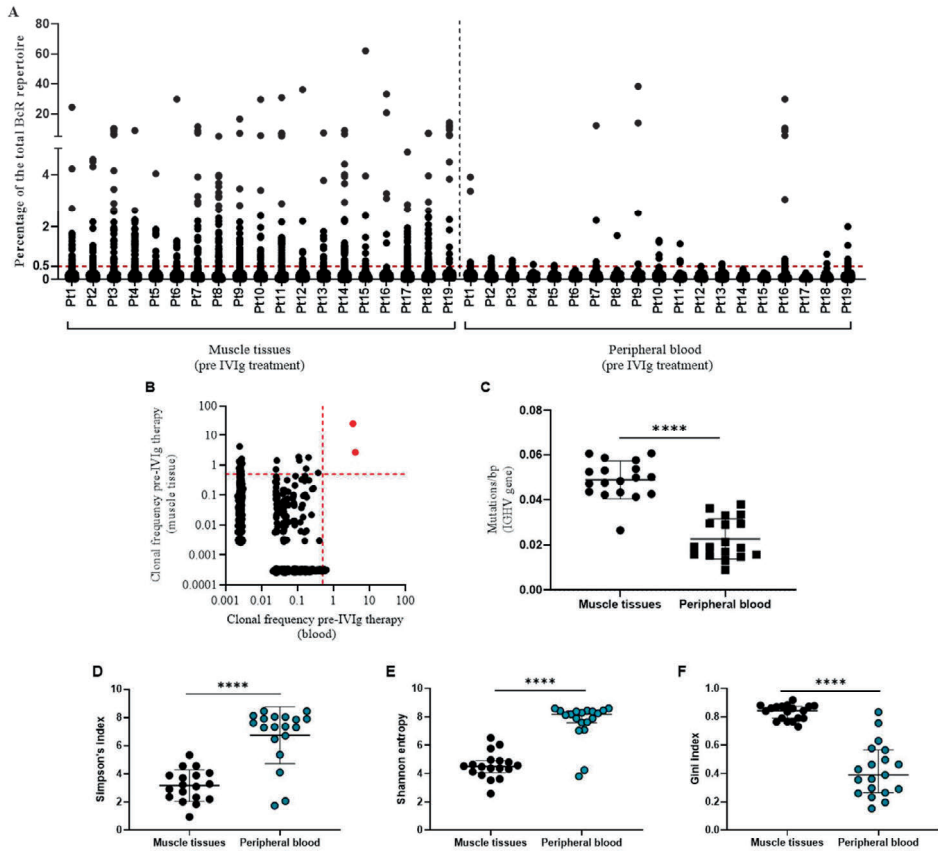 A
Percentage of the total BcR repertoire
80
60
40
20
4
2
0.5
0
Pt1 Pt2 Pt3 Pt4 Pt5 Pt6 Pt7 Pt8 Pt9 Pt10 Pt11 Pt12 Pt13 Pt14 Pt15 Pt16 Pt17 Pt18 Pt19 Pt1 Pt2 Pt3 Pt4 Pt5 Pt6 Pt7 Pt8 Pt9 Pt10 Pt11 Pt12 Pt13 Pt14 Pt15 Pt16 Pt17 Pt18 Pt19
Muscle tissues
(pre IVIg treatment)
Peripheral blood
(pre IVIg treatment)
B
Clonal frequency pre-IVIg therapy
(muscle tissue)
100
10
1
0.1
0.01
0.001
0.0001
0.001 0.01 0.1 1 10 100
Clonal frequency pre-IVIg therapy
(blood)
C
Mutations/bp
(IGHV gene)
0.08
0.06
0.04
0.02
0.00
****
Muscle tissues Peripheral blood
D
Simpson's index
10
8
6
4
2
0
****
Muscle tissues Peripheral blood
E
Shannon entropy
10
8
6
4
2
0
****
Muscle tissues Peripheral blood
F
Gini Index
1.0
0.8
0.6
0.4
0.2
0.0
****
Muscle tissues Peripheral blood